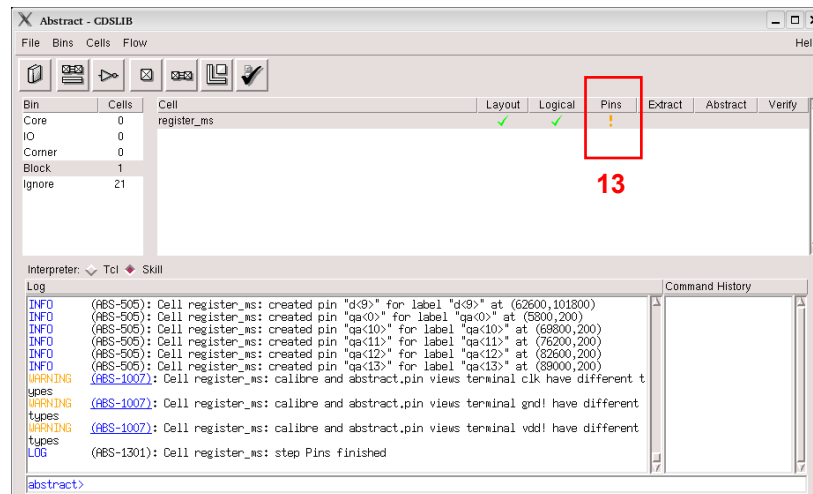 Abstract - CDSLIB
File Bins Cells Flow Hel
Bin Cells Cell Layout Logical Pins Extract Abstract Verify
Core 0 register_ms
IO 0
Corner 0
Block 1
Ignore 21
13
Interpreter: Tcl Skill
Log Command History
INFO (ABS-505): Cell register_ms: created pin "d<9>" for label "d<9>" at (62600,101800)
INFO (ABS-505): Cell register_ms: created pin "qa<0>" for label "qa<0>" at (5800,200)
INFO (ABS-505): Cell register_ms: created pin "qa<10>" for label "qa<10>" at (69800,200)
INFO (ABS-505): Cell register_ms: created pin "qa<11>" for label "qa<11>" at (76200,200)
INFO (ABS-505): Cell register_ms: created pin "qa<12>" for label "qa<12>" at (82600,200)
INFO (ABS-505): Cell register_ms: created pin "qa<13>" for label "qa<13>" at (89000,200)
WARNING (ABS-1007): Cell register_ms: calibre and abstract.pin views terminal clk have different t
ypes
WARNING (ABS-1007): Cell register_ms: calibre and abstract.pin views terminal gnd! have different
types
WARNING (ABS-1007): Cell register_ms: calibre and abstract.pin views terminal vdd! have different
types
LOG (ABS-1301): Cell register_ms: step Pins finished
abstract>